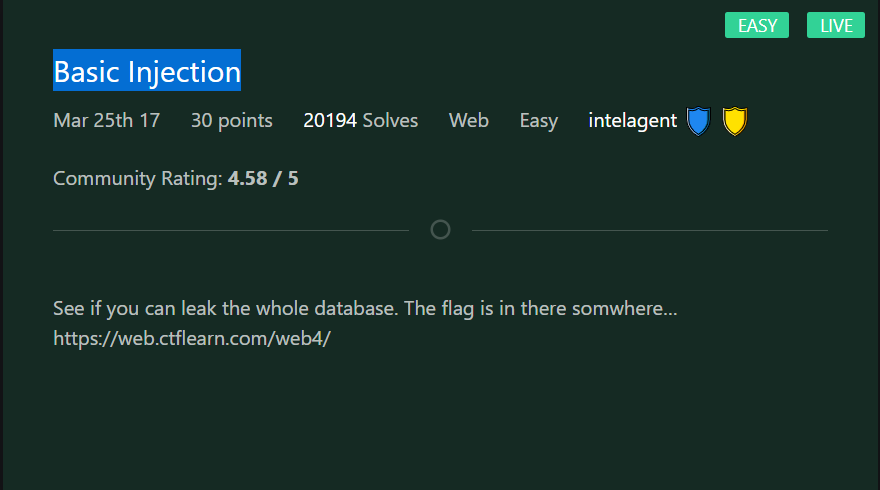 EASY LIVE
Basic Injection
Mar 25th 17 30 points 20194 Solves Web Easy intelagent
Community Rating: 4.58 / 5
See if you can leak the whole database. The flag is in there somwhere...
https://web.ctflearn.com/web4/